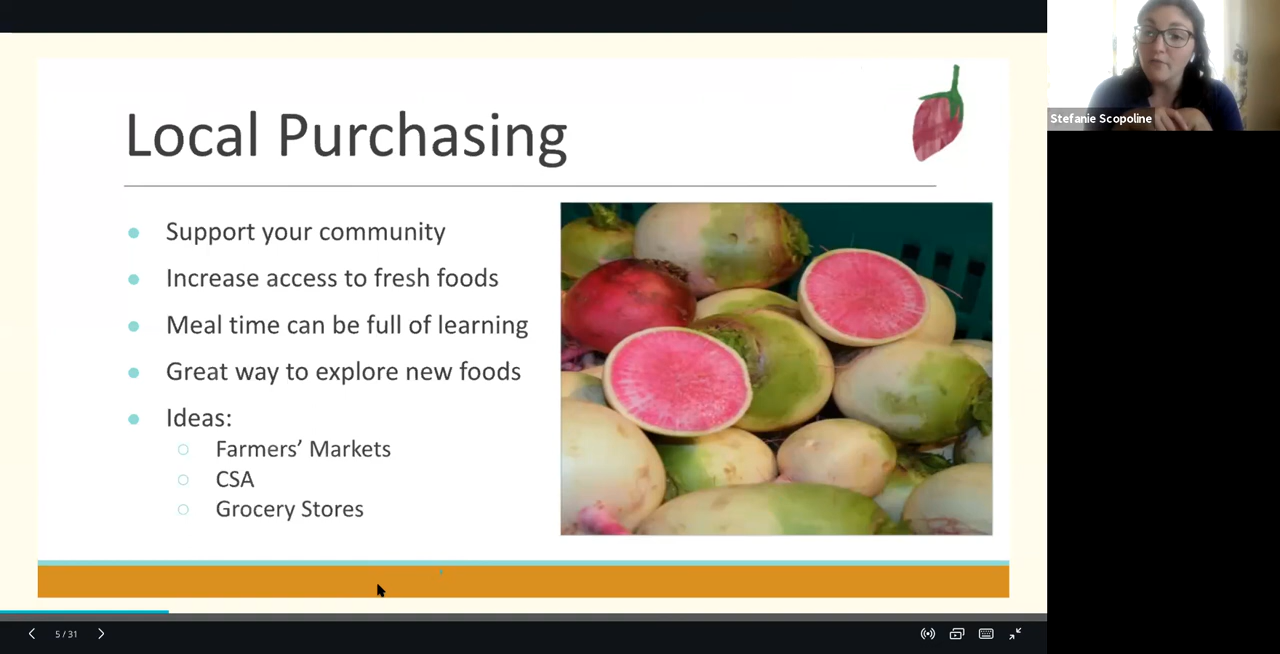 Local Purchasing
Support your community
Increase access to fresh foods
Meal time can be full of learning
Great way to explore new foods
Ideas:
Farmers’ Markets
CSA
Grocery Stores
5 / 31
Stefanie Scopoline